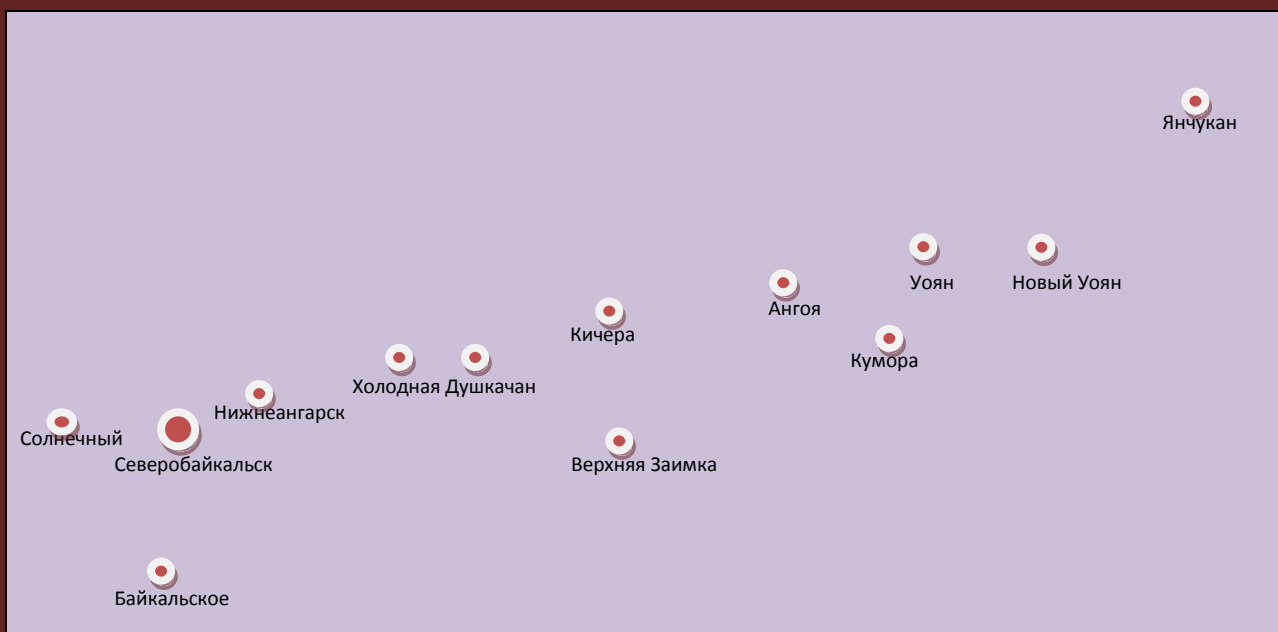 Янчукан
Уоян
Новый Уоян
Ангоя
Кичера
Кумора
Холодная Душкачан
Нижнеангарск
Солнечный
Северобайкальск
Верхняя Заимка
Байкальское